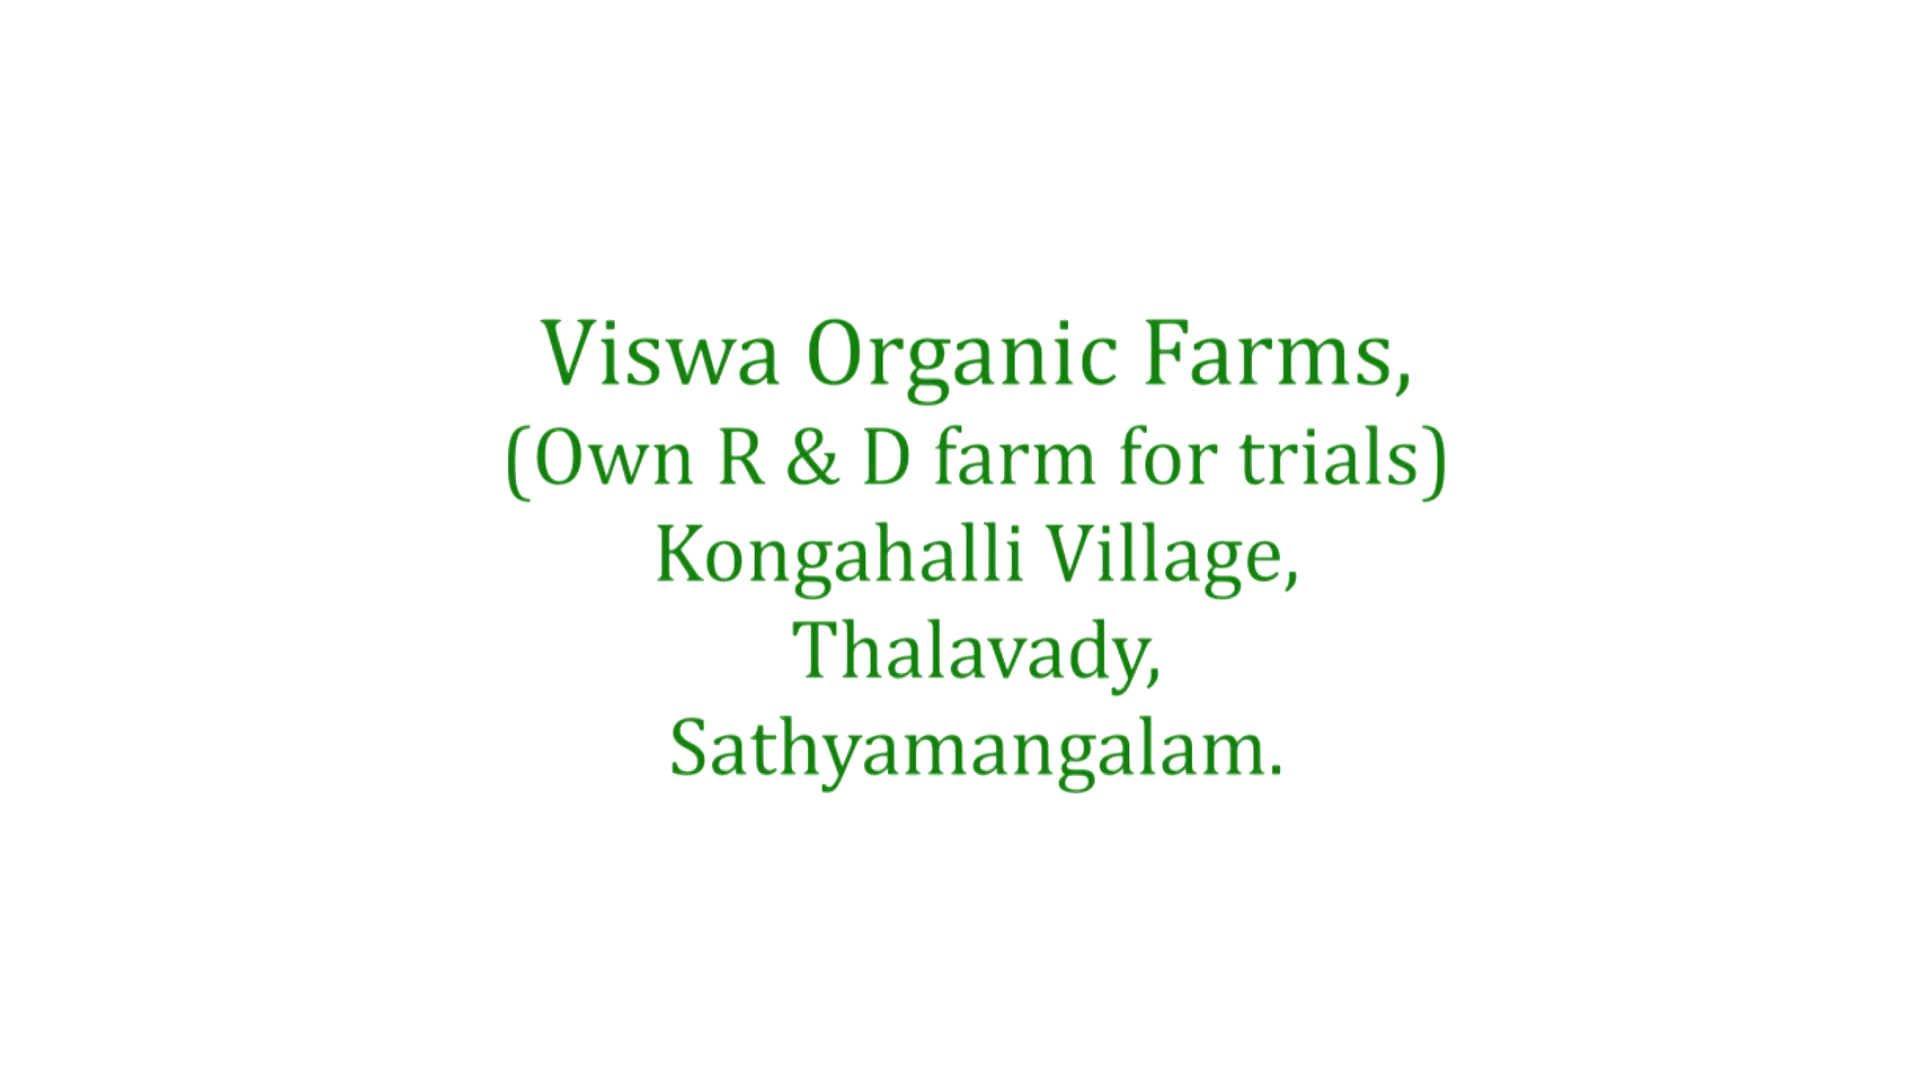 Viswa Organic Farms,
(Own R & D farm for trials)
Kongahalli Village,
Thalavady,
Sathyamangalam.